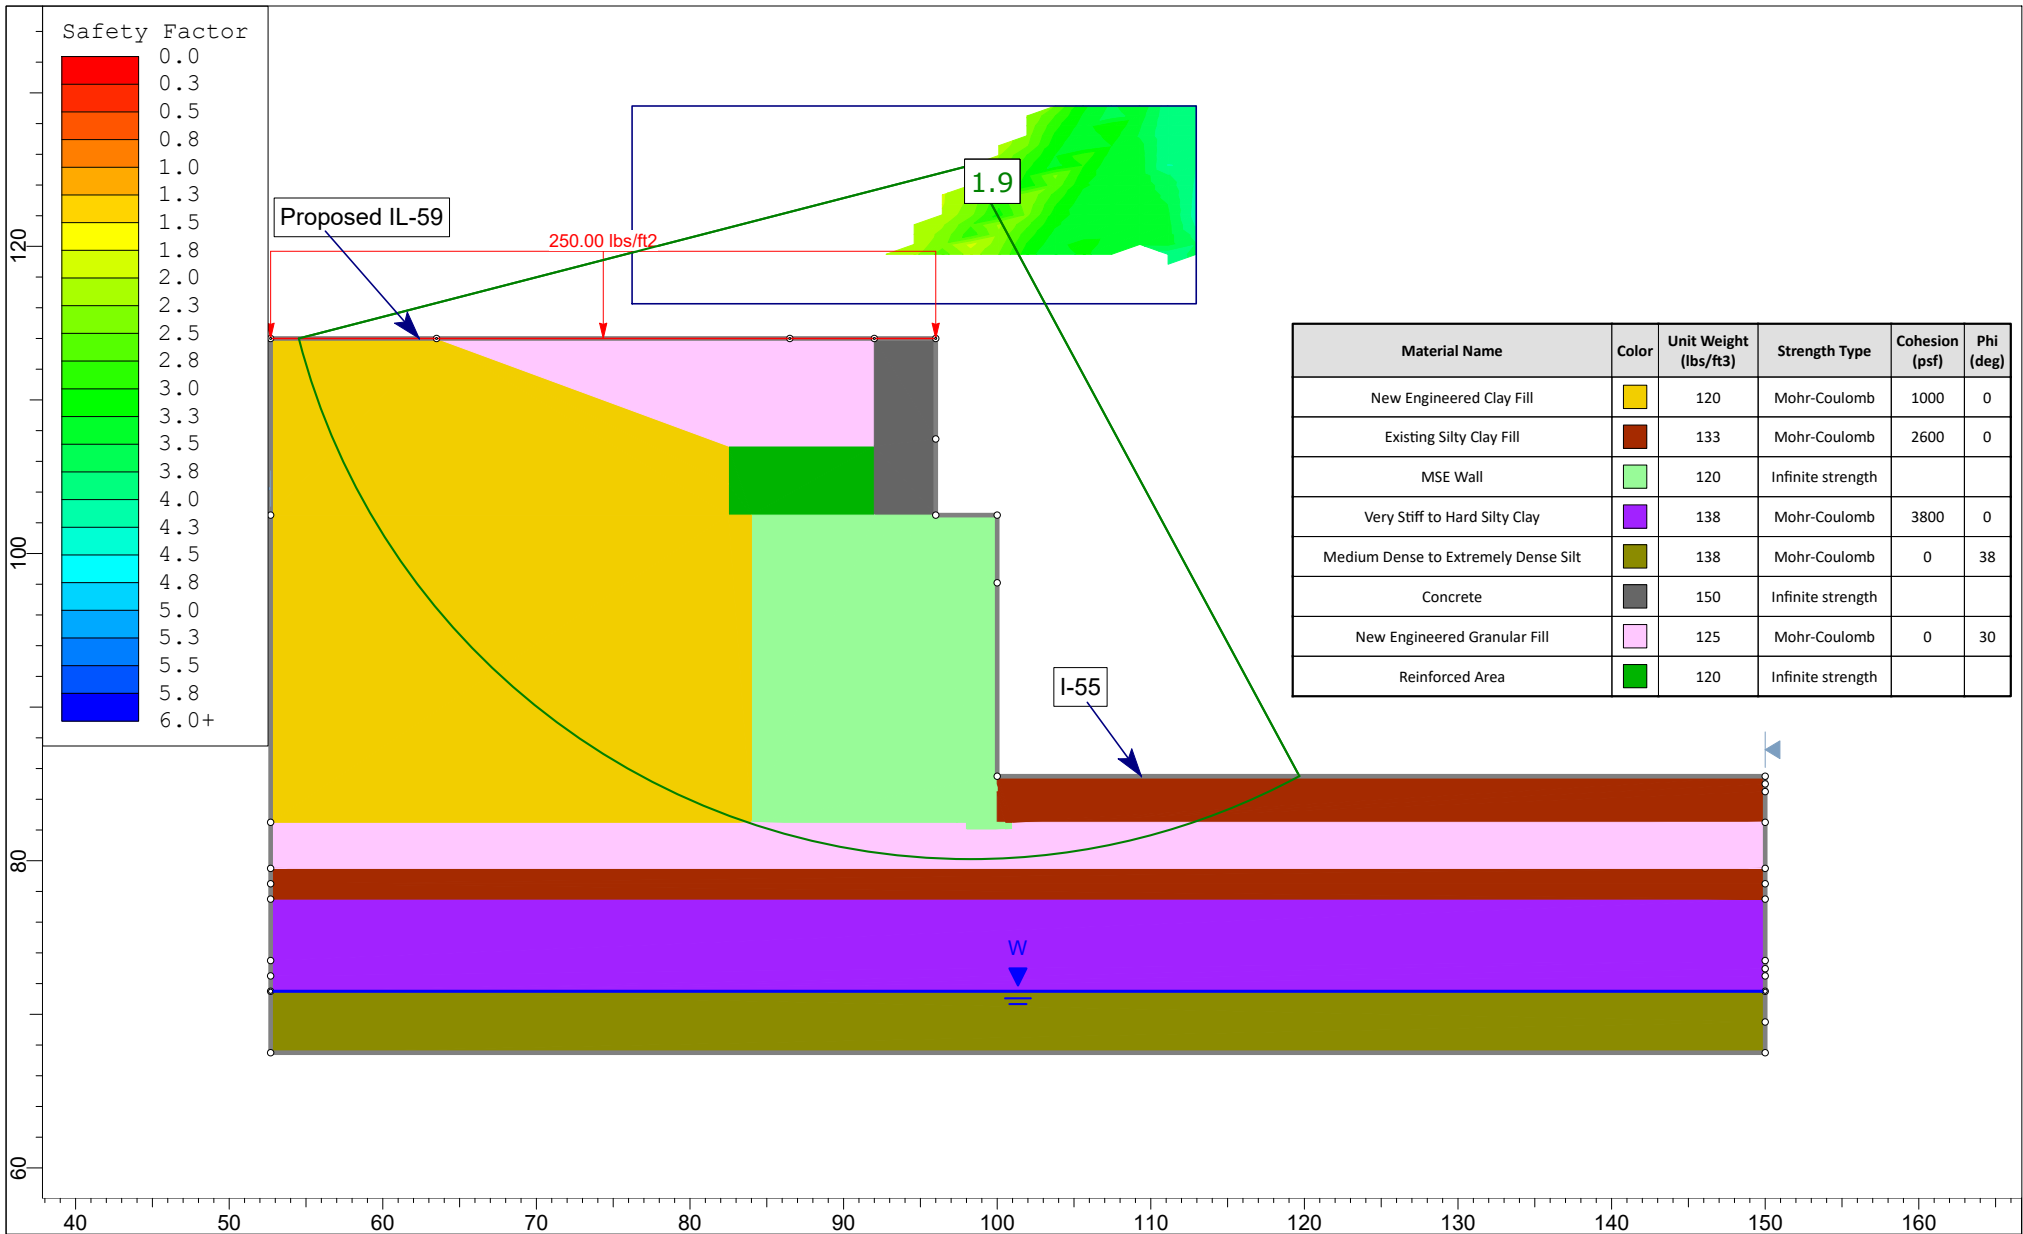 Safety Factor
0.0
0.3
0.5
0.8
1.0
1.3
1.5
1.8
2.0
2.3
2.5
2.8
3.0
3.3
3.5
3.8
4.0
4.3
4.5
4.8
5.0
5.3
5.5
5.8
6.0+
Proposed IL-59
250.00 lbs/ft2
1.9
I-55
W
Material Name Color Unit Weight (lbs/ft3) Strength Type Cohesion (psf) Phi (deg)
New Engineered Clay Fill 120 Mohr-Coulomb 1000 0
Existing Silty Clay Fill 133 Mohr-Coulomb 2600 0
MSE Wall 120 Infinite strength
Very Stiff to Hard Silty Clay 138 Mohr-Coulomb 3800 0
Medium Dense to Extremely Dense Silt 138 Mohr-Coulomb 0 38
Concrete 150 Infinite strength
New Engineered Granular Fill 125 Mohr-Coulomb 0 30
Reinforced Area 120 Infinite strength
120
100
80
60
40 50 60 70 80 90 100 110 120 130 140 150 160